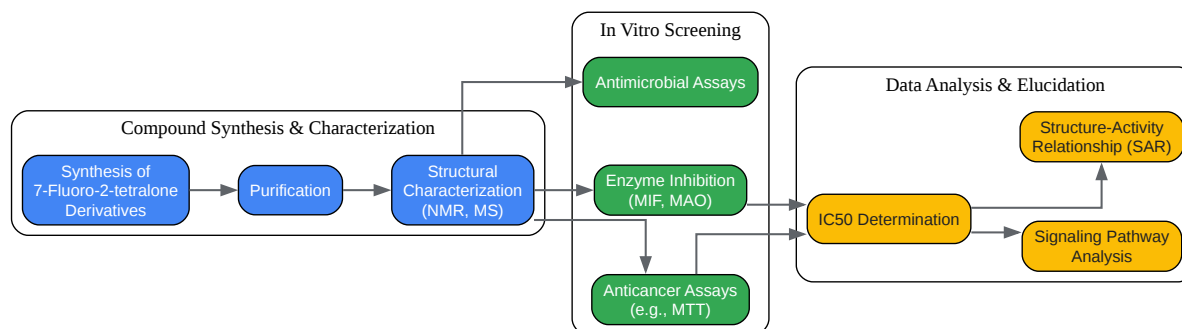 Compound Synthesis & Characterization
Synthesis of
7-Fluoro-2-tetralone
Derivatives
Purification
Structural
Characterization
(NMR, MS)
In Vitro Screening
Antimicrobial Assays
Enzyme Inhibition
(MIF, MAO)
Anticancer Assays
(e.g., MTT)
Data Analysis & Elucidation
IC50 Determination
Structure-Activity
Relationship (SAR)
Signaling Pathway
Analysis